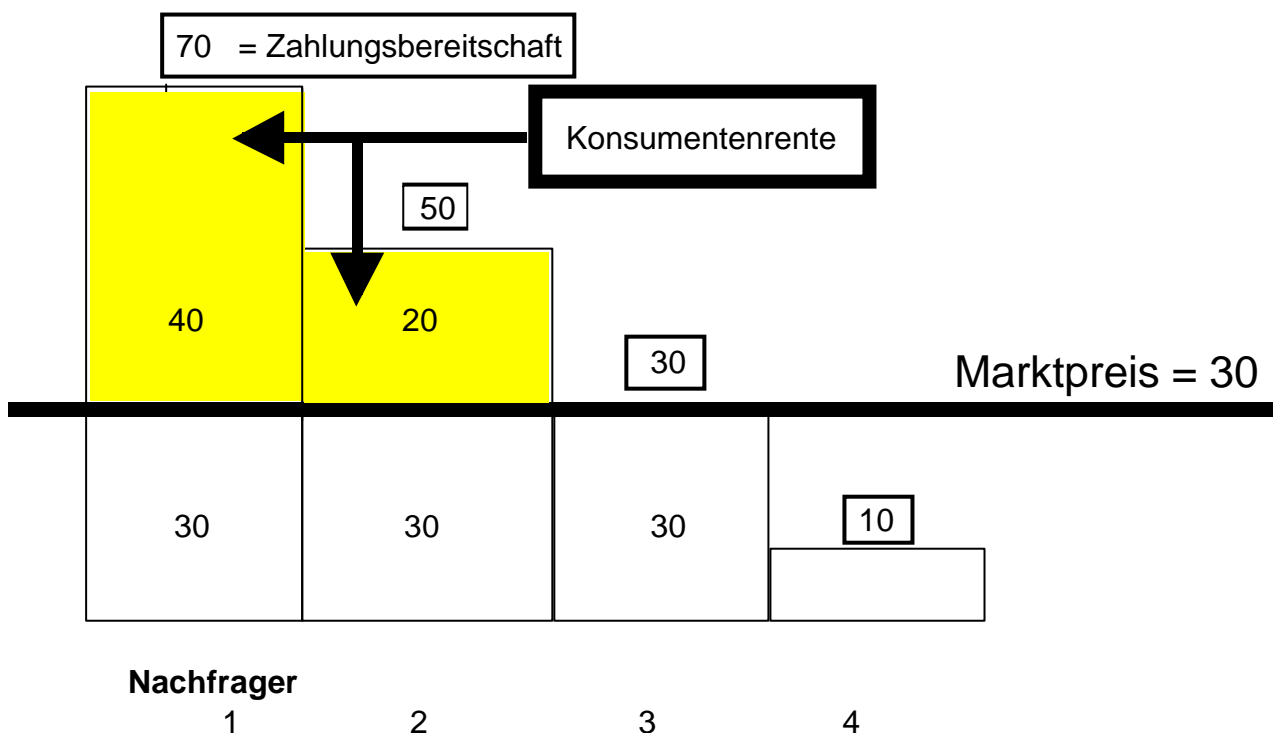 70 = Zahlungsbereitschaft
Konsumentenrente
50
40
20
30
Marktpreis = 30
30
30
30
10
Nachfrager
1 2 3 4